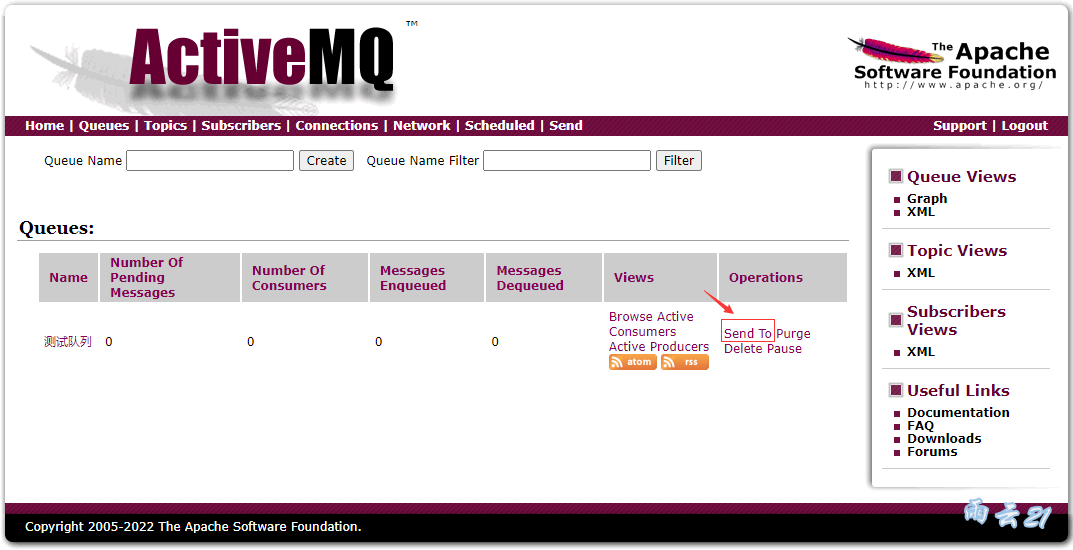 ActiveMQ ™
The Apache
Software Foundation
http://www.apache.org/
Home | Queues | Topics | Subscribers | Connections | Network | Scheduled | Send
Support | Logout
Queue Name Create Queue Name Filter Filter
Queues:
Name
Number Of
Pending
Messages
Number Of
Consumers
Messages
Enqueued
Messages
Dequeued
Views
Operations
测试队列
0
0
0
0
Browse Active
Consumers
Active Producers
atom rss
Send To Purge
Delete Pause
Queue Views
Graph
XML
Topic Views
XML
Subscribers
Views
XML
Useful Links
Documentation
FAQ
Downloads
Forums
Copyright 2005-2022 The Apache Software Foundation.
雨云21